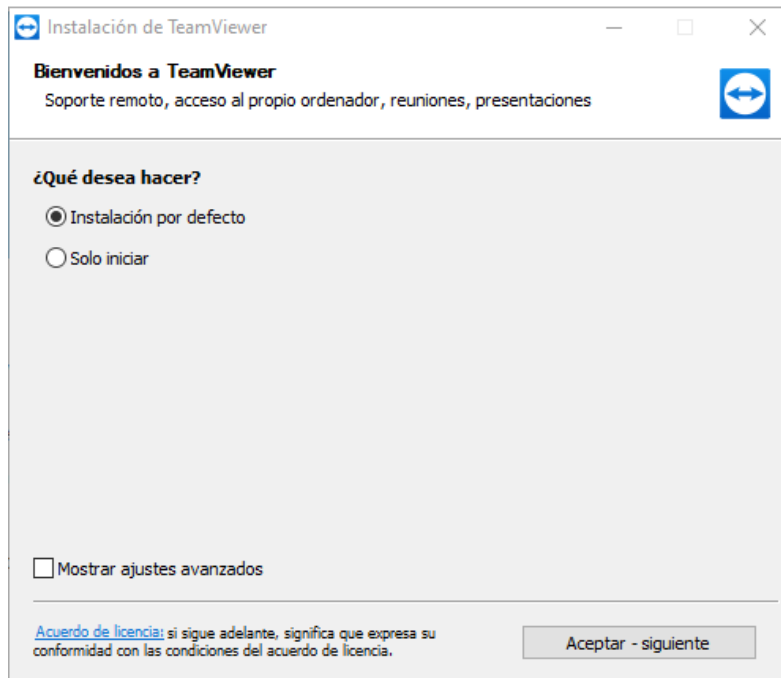 Instalación de TeamViewer
Bienvenidos a TeamViewer
Soporte remoto, acceso al propio ordenador, reuniones, presentaciones
¿Qué desea hacer?
Instalación por defecto
Solo iniciar
Mostrar ajustes avanzados
Acuerdo de licencia: si sigue adelante, significa que expresa su
conformidad con las condiciones del acuerdo de licencia.
Aceptar - siguiente